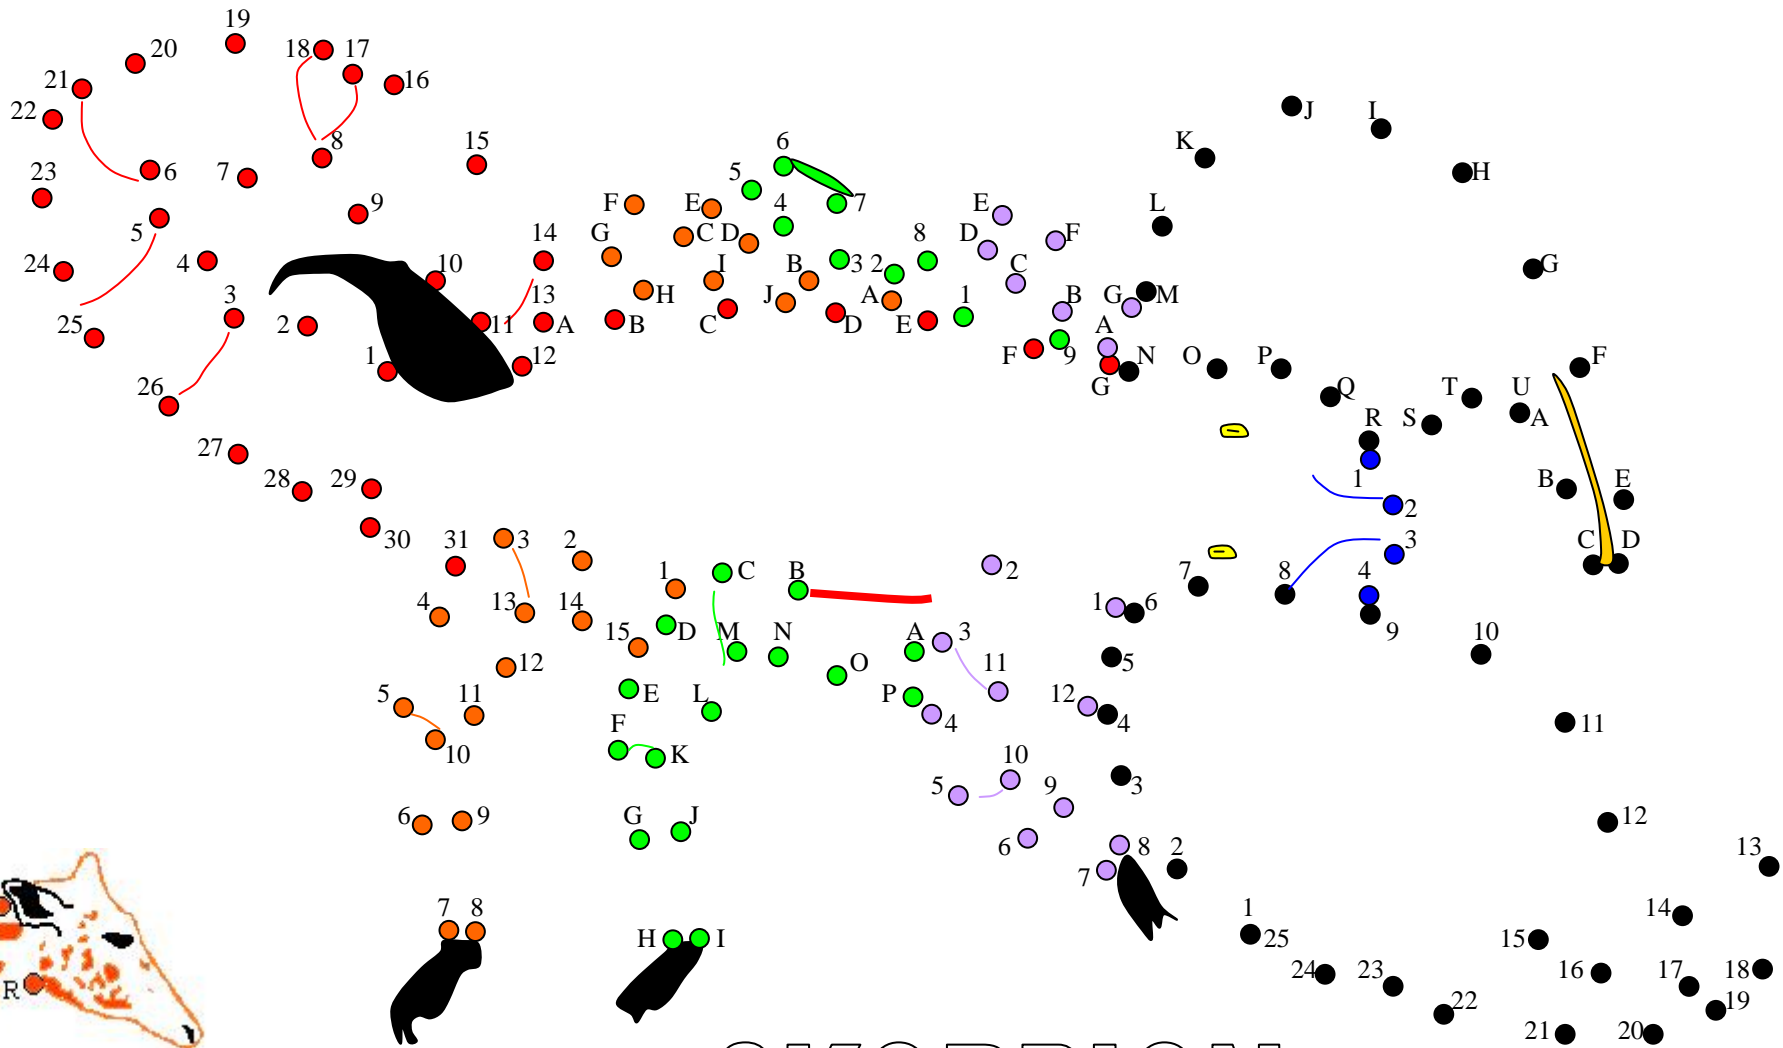 19
20 18 17
21 16
22
15 6
8
6 7 5
23 K J I
H
9 F E 4 7 E L
5 G C D 8 D F
14
24 4 10 I B 3 2 C G
3 H J A 1 B G M
25 2 11 13 A B C D E A
1 12 F 9 G N O P F
26 Q T U
R S A
27 1 B E
28 29 2
30 3 2 3 C D
31 1 C B 2 7 8 4
4 13 14 D M N A 3 1 6 9 10
15 O 5
12 11
5 11 E L P 4 12 4 11
F
10 K 10
5 9 3
6 9 G J 6 12
8 2 13
7
7 8 1 14
H I 25 15
R 24 23 16 17 18
22 19
21 20